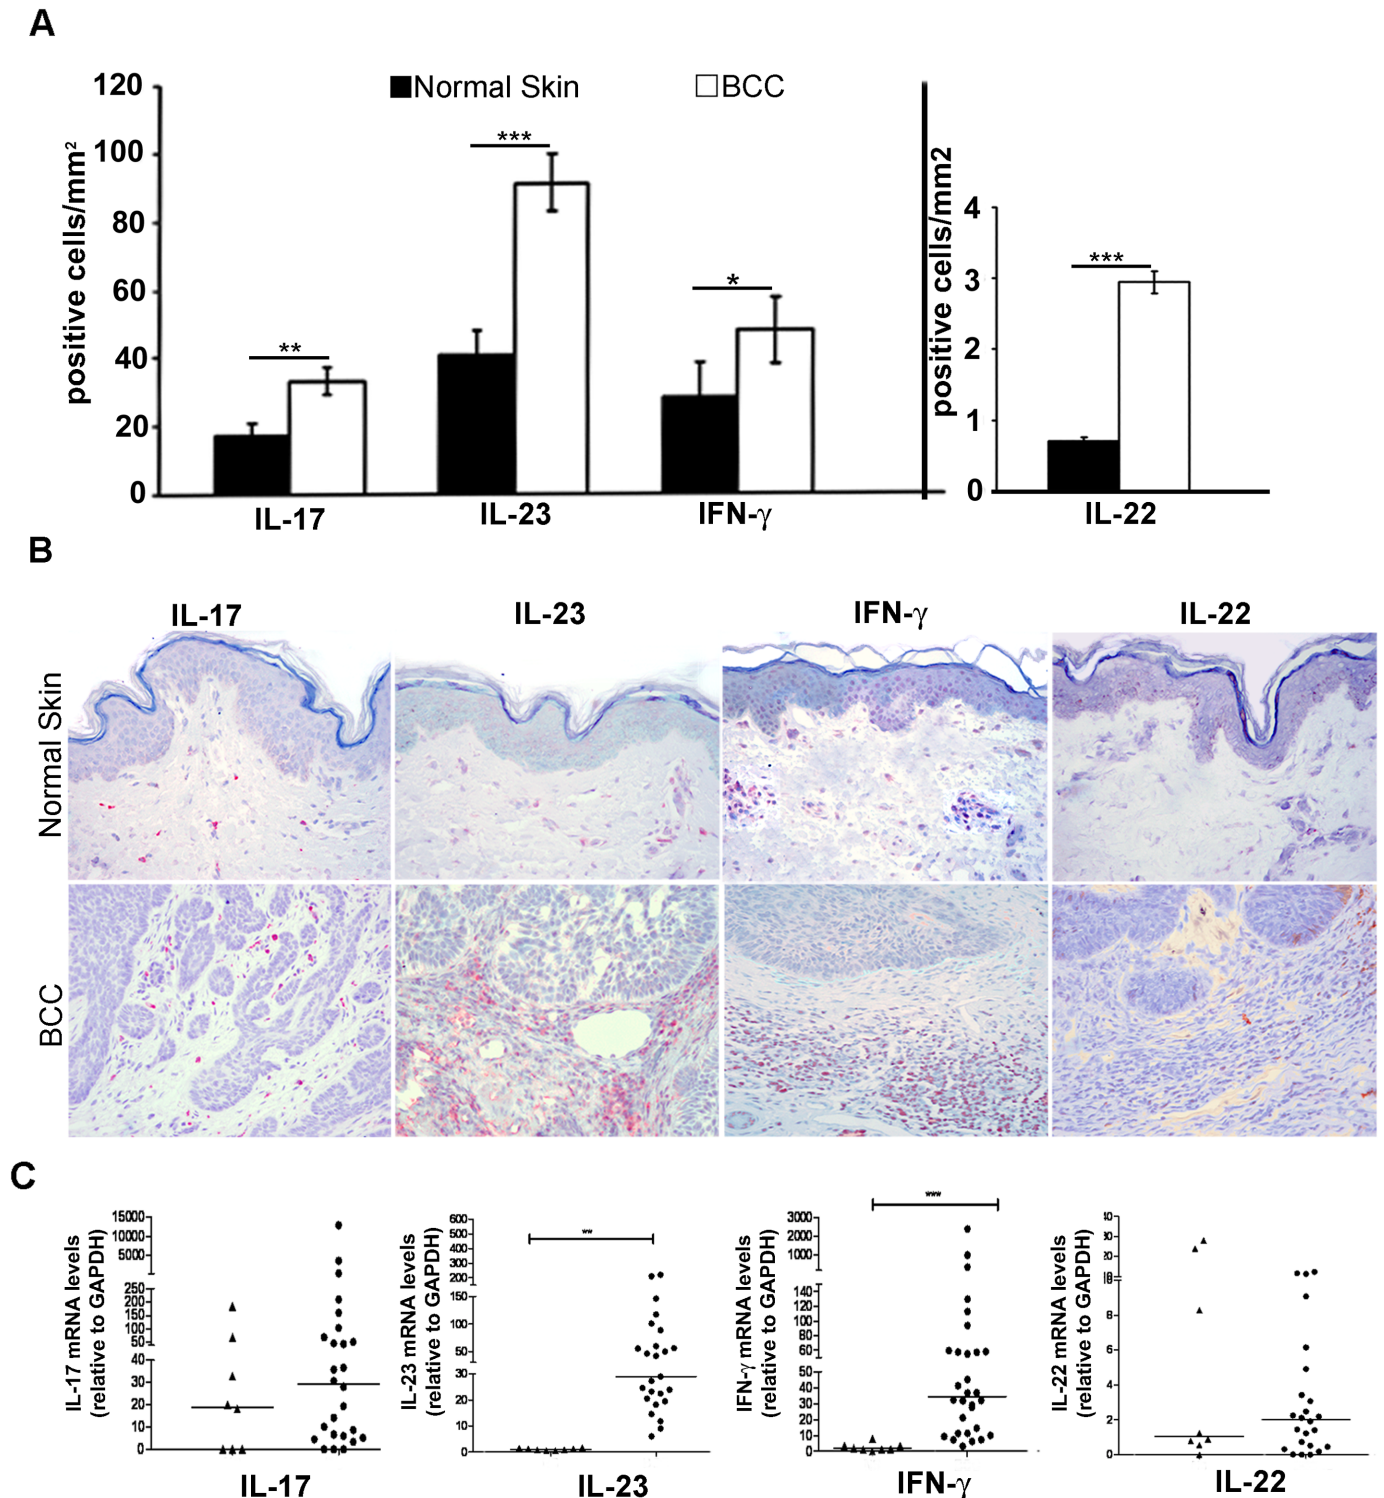 A
Normal Skin BCC
positive cells/mm²
120
100
80
60
40
20
0
** *** *
IL-17 IL-23 IFN-γ
positive cells/mm2
4
3
2
1
0
***
IL-22
B
IL-17 IL-23 IFN-γ IL-22
Normal Skin
BCC
C
IL-17 mRNA levels
(relative to GAPDH)
15000
10000
5000
250
200
150
100
50
40
30
20
10
0
IL-17
IL-23 mRNA levels
(relative to GAPDH)
600
500
400
300
200
150
100
50
30
20
10
0
**
IL-23
IFN-γ mRNA levels
(relative to GAPDH)
3000
2000
1000
140
120
100
80
60
50
40
30
20
10
0
***
IFN-γ
IL-22 mRNA levels
(relative to GAPDH)
30
20
10
8
6
4
2
0
IL-22